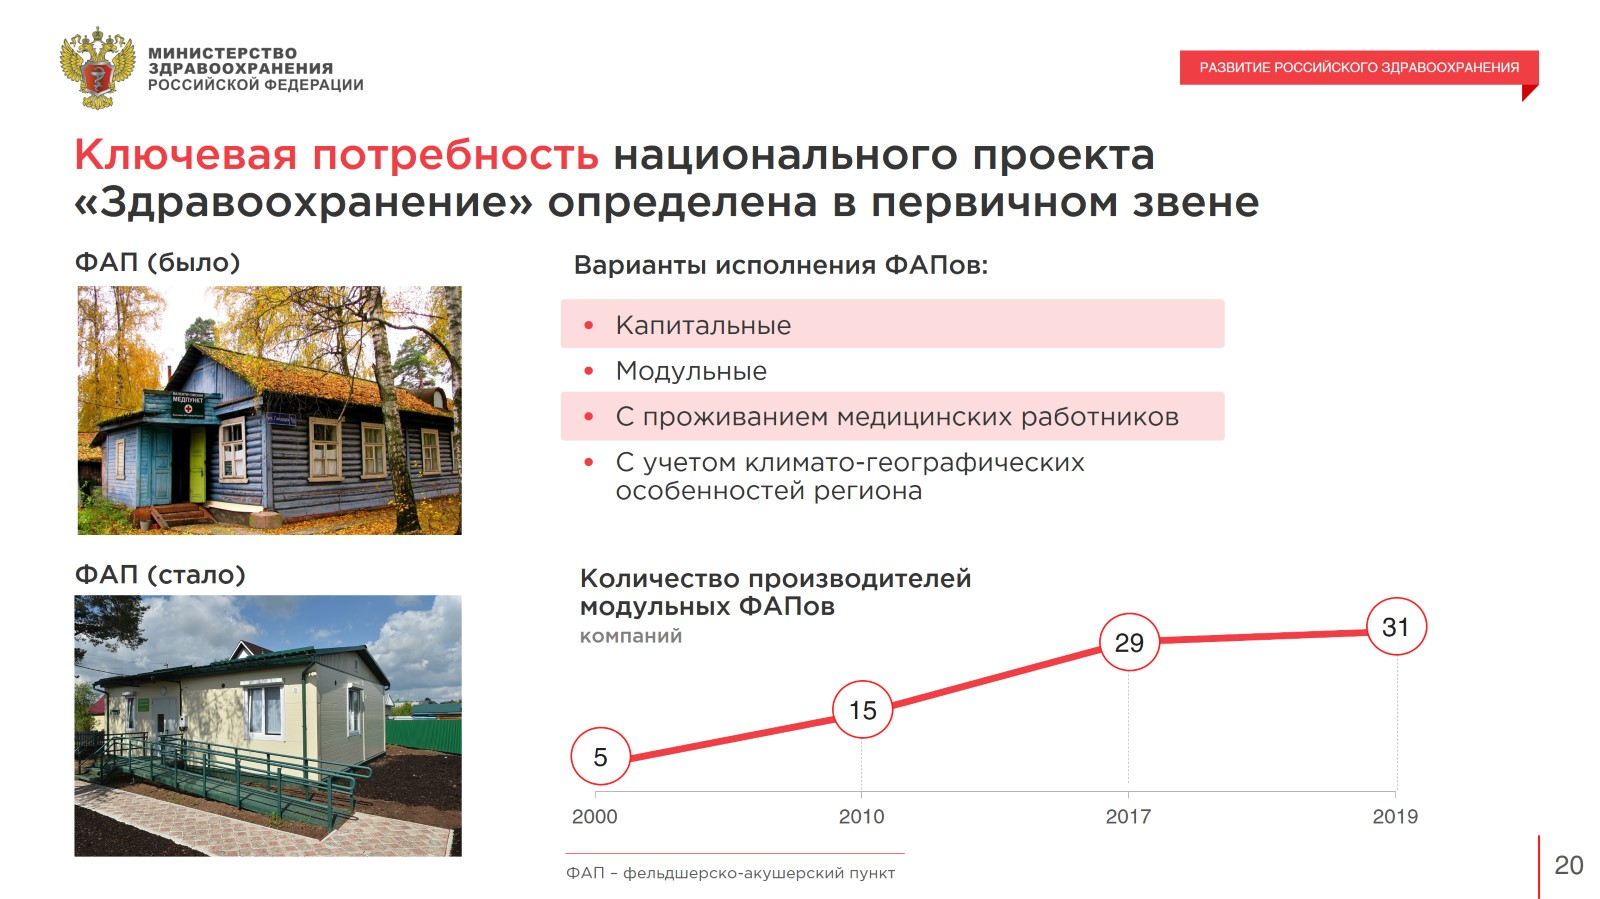 МИНИСТЕРСТВО
ЗДРАВООХРАНЕНИЯ
РОССИЙСКОЙ ФЕДЕРАЦИИ
РАЗВИТИЕ РОССИЙСКОГО ЗДРАВООХРАНЕНИЯ
Ключевая потребность национального проекта
«Здравоохранение» определена в первичном звене
ФАП (было)
МЕДПУНКТ
ФАП (стало)
Варианты исполнения ФАПов:
• Капитальные
• Модульные
• С проживанием медицинских работников
• С учетом климато-географических
особенностей региона
Количество производителей
модульных ФАПов
компаний
5
15
29
31
2000
2010
2017
2019
ФАП – фельдшерско-акушерский пункт
20